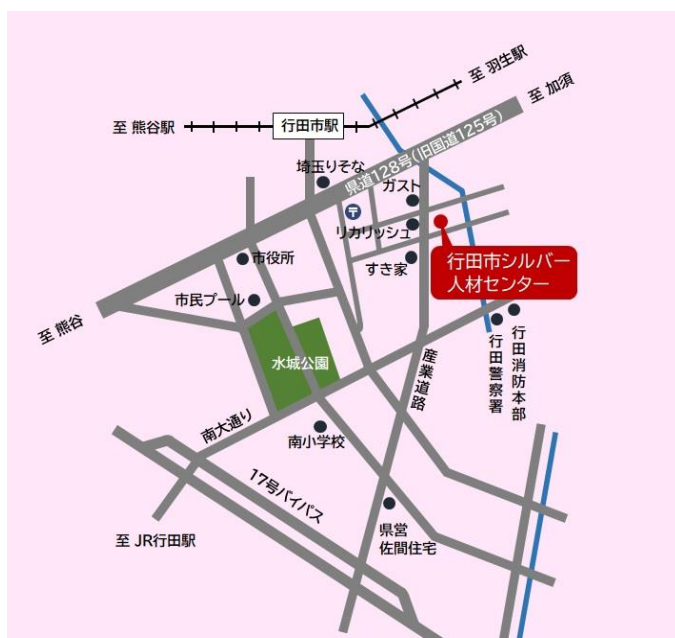 至 羽生駅
至 加須
至 熊谷駅
行田市駅
県道128号(旧国道125号)
埼玉りそな
ガスト
〒
リカリッシュ
市役所
すき家
行田市シルバー
人材センター
市民プール
至 熊谷
水城公園
産業道路
行田警察署
行田消防本部
南大通り
南小学校
17号バイパス
県営
佐間住宅
至 JR行田駅